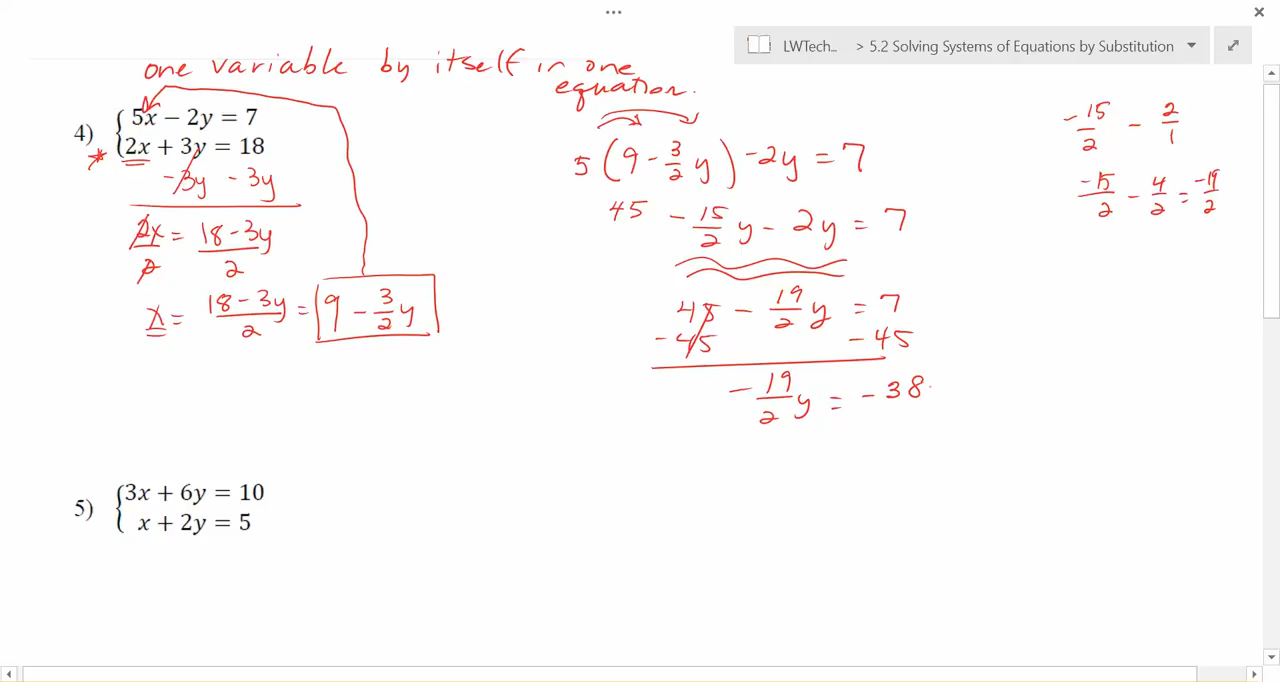 LWTech... > 5.2 Solving Systems of Equations by Substitution
one variable by itself in one
equation.
4) 5x − 2y = 7
2x + 3y = 18
-3y -3y
2x/2 = (18-3y)/2
x = (18-3y)/2 = 9 - 3/2 y
5(9 - 3/2 y) - 2y = 7
45 - 15/2 y - 2y = 7
45 - 19/2 y = 7
-45 -45
- 19/2 y = -38
-15/2 - 2/1
-15/2 - 4/2 = -19/2
5) 3x + 6y = 10
x + 2y = 5